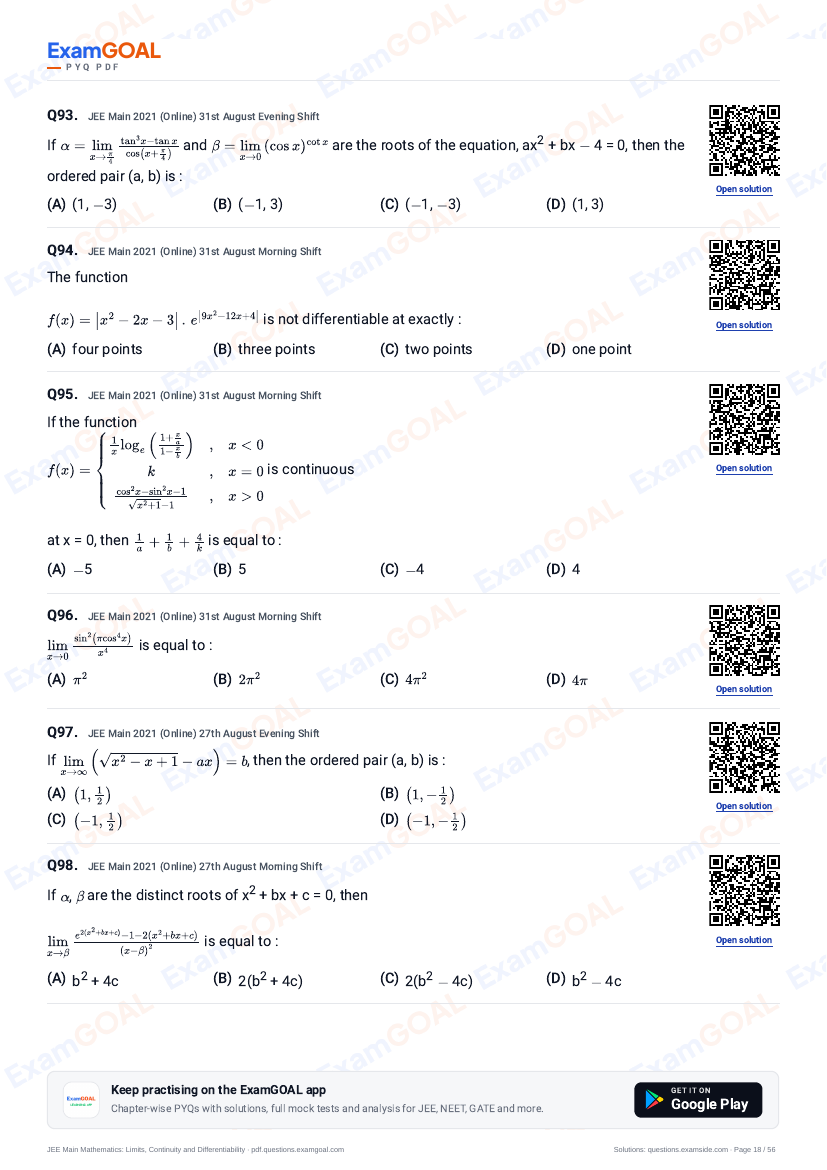 ExamGOAL
PYQ PDF
Q93. JEE Main 2021 (Online) 31st August Evening Shift
If α = lim x→π/4 (tan³x − tan x)/cos(x + π/4) and β = lim x→0 (cos x)^cot x are the roots of the equation, ax² + bx − 4 = 0, then the
ordered pair (a, b) is :
Open solution
(A) (1, −3) (B) (−1, 3) (C) (−1, −3) (D) (1, 3)
Q94. JEE Main 2021 (Online) 31st August Morning Shift
The function
f(x) = |x² − 2x − 3| . e^|9x²−12x+4| is not differentiable at exactly :
Open solution
(A) four points (B) three points (C) two points (D) one point
Q95. JEE Main 2021 (Online) 31st August Morning Shift
If the function
f(x) = { 1/x logₑ((1+x/a)/(1−x/b)) , x < 0
k , x = 0 is continuous
(cos²x−sin²x−1)/(√(x²+1)−1) , x > 0
Open solution
at x = 0, then 1/a + 1/b + 4/k is equal to :
(A) −5 (B) 5 (C) −4 (D) 4
Q96. JEE Main 2021 (Online) 31st August Morning Shift
lim x→0 sin²(π cos⁴x)/x⁴ is equal to :
(A) π² (B) 2π² (C) 4π² (D) 4π
Open solution
Q97. JEE Main 2021 (Online) 27th August Evening Shift
If lim x→∞ (√(x² − x + 1) − ax) = b, then the ordered pair (a, b) is :
(A) (1, 1/2) (B) (1, −1/2)
Open solution
(C) (−1, 1/2) (D) (−1, −1/2)
Q98. JEE Main 2021 (Online) 27th August Morning Shift
If α, β are the distinct roots of x² + bx + c = 0, then
lim x→β (e^2(x²+bx+c) −1−2(x²+bx+c))/(x−β)² is equal to :
Open solution
(A) b² + 4c (B) 2(b² + 4c) (C) 2(b² − 4c) (D) b² − 4c
Keep practising on the ExamGOAL app
Chapter-wise PYQs with solutions, full mock tests and analysis for JEE, NEET, GATE and more.
GET IT ON
Google Play
JEE Main Mathematics: Limits, Continuity and Differentiability · pdf.questions.examgoal.com Solutions: questions.examside.com · Page 18 / 56